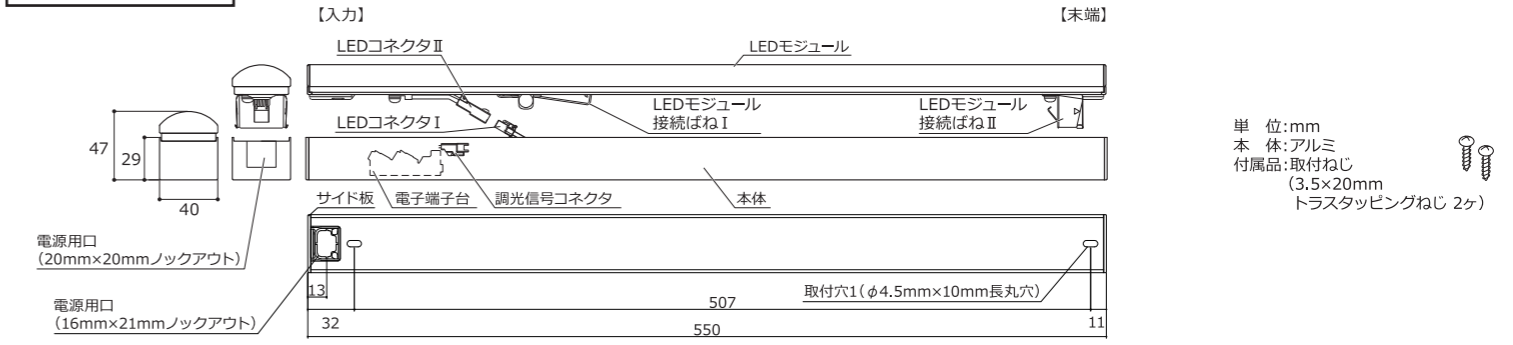 【入力】
【末端】
LEDコネクタⅡ
LEDモジュール
LEDモジュール
接続ばねⅠ
LEDモジュール
接続ばねⅡ
LEDコネクタⅠ
47
29
40
サイド板
電子端子台
調光信号コネクタ
本体
電源用口
(20mm×20mmノックアウト)
電源用口
(16mm×21mmノックアウト)
13
32
507
取付穴1(φ4.5mm×10mm長丸穴)
11
550
単 位:mm
本 体:アルミ
付属品:取付ねじ
(3.5×20mm
トラスタッピングねじ 2ヶ)